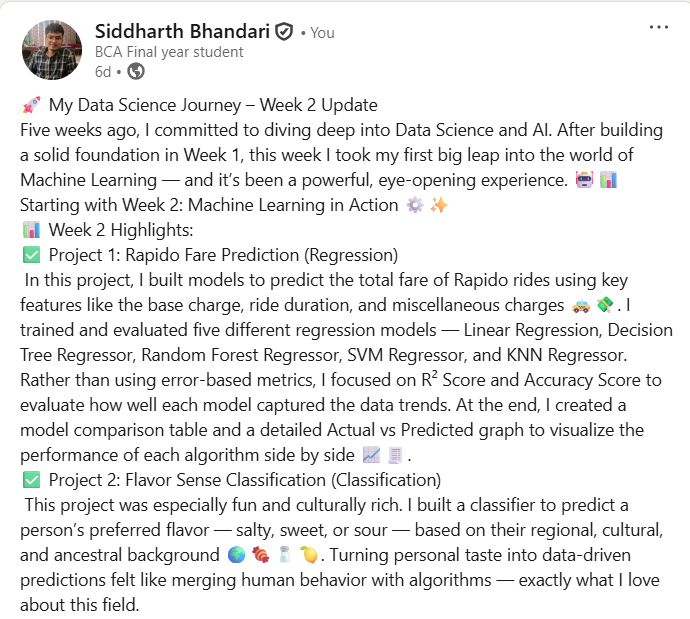 Siddharth Bhandari • You
BCA Final year student
6d •
🚀 My Data Science Journey – Week 2 Update
Five weeks ago, I committed to diving deep into Data Science and AI. After building
a solid foundation in Week 1, this week I took my first big leap into the world of
Machine Learning — and it's been a powerful, eye-opening experience. 🤖 📊
Starting with Week 2: Machine Learning in Action ⚙️ ✨
📊 Week 2 Highlights:
✅ Project 1: Rapido Fare Prediction (Regression)
In this project, I built models to predict the total fare of Rapido rides using key
features like the base charge, ride duration, and miscellaneous charges 🚕 💸 . I
trained and evaluated five different regression models — Linear Regression, Decision
Tree Regressor, Random Forest Regressor, SVM Regressor, and KNN Regressor.
Rather than using error-based metrics, I focused on R² Score and Accuracy Score to
evaluate how well each model captured the data trends. At the end, I created a
model comparison table and a detailed Actual vs Predicted graph to visualize the
performance of each algorithm side by side 📈 🧾 .
✅ Project 2: Flavor Sense Classification (Classification)
This project was especially fun and culturally rich. I built a classifier to predict a
person's preferred flavor — salty, sweet, or sour — based on their regional, cultural,
and ancestral background 🌍 🍬 🧂 🍋 . Turning personal taste into data-driven
predictions felt like merging human behavior with algorithms — exactly what I love
about this field.